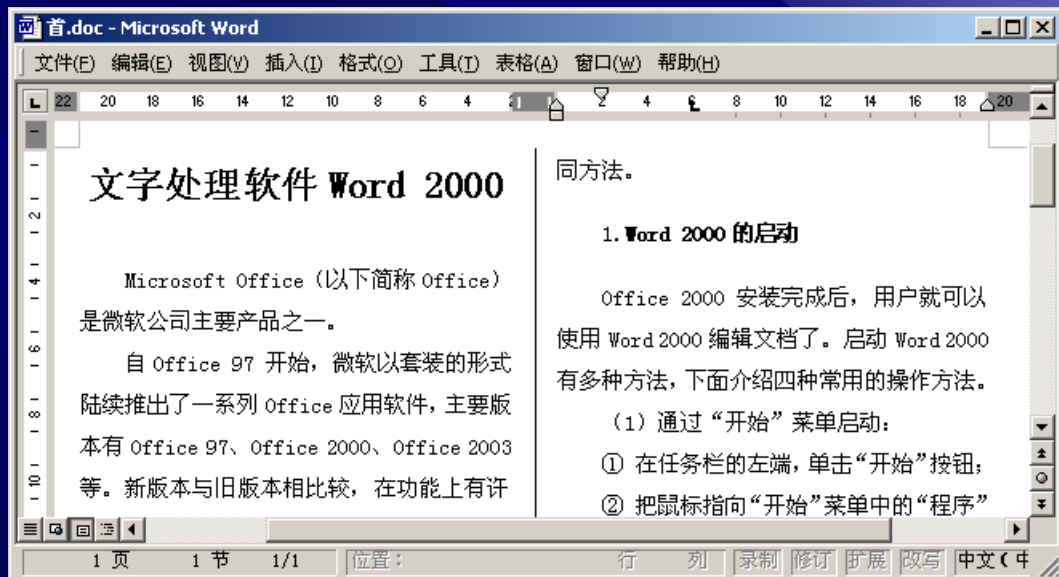 首.doc - Microsoft Word
文件(F) 编辑(E) 视图(V) 插入(I) 格式(O) 工具(T) 表格(A) 窗口(W) 帮助(H)
22 20 18 16 14 12 10 8 6 4 2 2 4 6 8 10 12 14 16 18 20
2
4
6
8
10
文字处理软件 Word 2000
Microsoft Office（以下简称 Office）
是微软公司主要产品之一。
自 Office 97 开始，微软以套装的形式
陆续推出了一系列 Office 应用软件，主要版
本有 Office 97、Office 2000、Office 2003
等。新版本与旧版本相比较，在功能上有许
同方法。
1.Word 2000 的启动
Office 2000 安装完成后，用户就可以
使用 Word 2000 编辑文档了。启动 Word 2000
有多种方法，下面介绍四种常用的操作方法。
（1）通过“开始”菜单启动：
① 在任务栏的左端，单击“开始”按钮；
② 把鼠标指向“开始”菜单中的“程序”
1 页 1 节 1/1 位置： 行 列 录制 修订 扩展 改写 中文(中